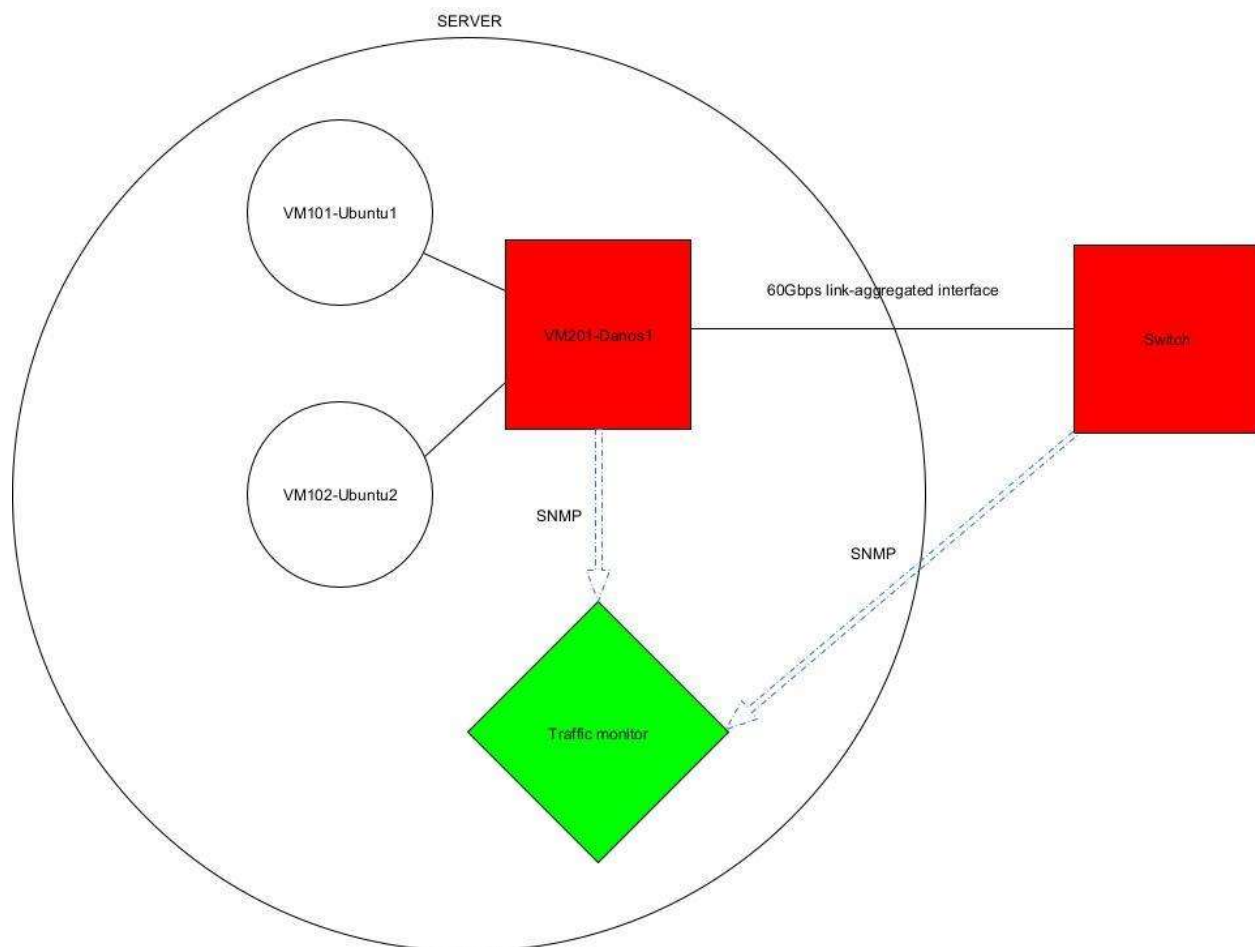 SERVER
VM101-Ubuntu1
60Gbps link-aggregated interface
VM201-Danos1
Switch
VM102-Ubuntu2
SNMP
SNMP
Traffic monitor